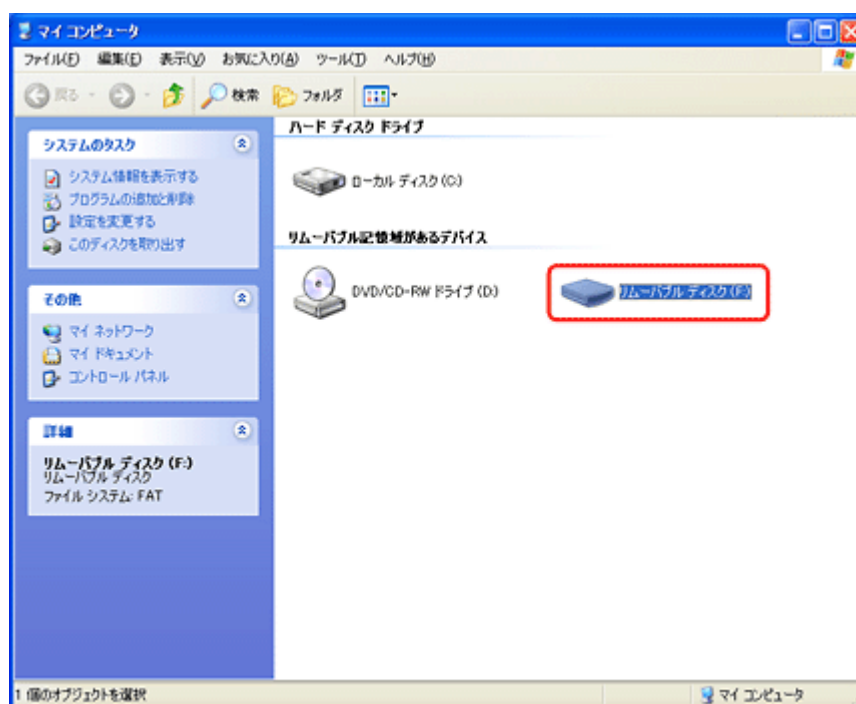 マイ コンピュータ
ファイル(F) 編集(E) 表示(V) お気に入り(A) ツール(T) ヘルプ(H)
戻る 検索 フォルダ
システムのタスク
システム情報を表示する
プログラムの追加と削除
設定を変更する
このディスクを取り出す
その他
マイ ネットワーク
マイ ドキュメント
コントロール パネル
詳細
リムーバブル ディスク (F:)
リムーバブル ディスク
ファイル システム: FAT
ハード ディスク ドライブ
ローカル ディスク (C:)
リムーバブル記憶域があるデバイス
DVD/CD-RW ドライブ (D:)
リムーバブル ディスク (F:)
1 個のオブジェクトを選択
マイ コンピュータ